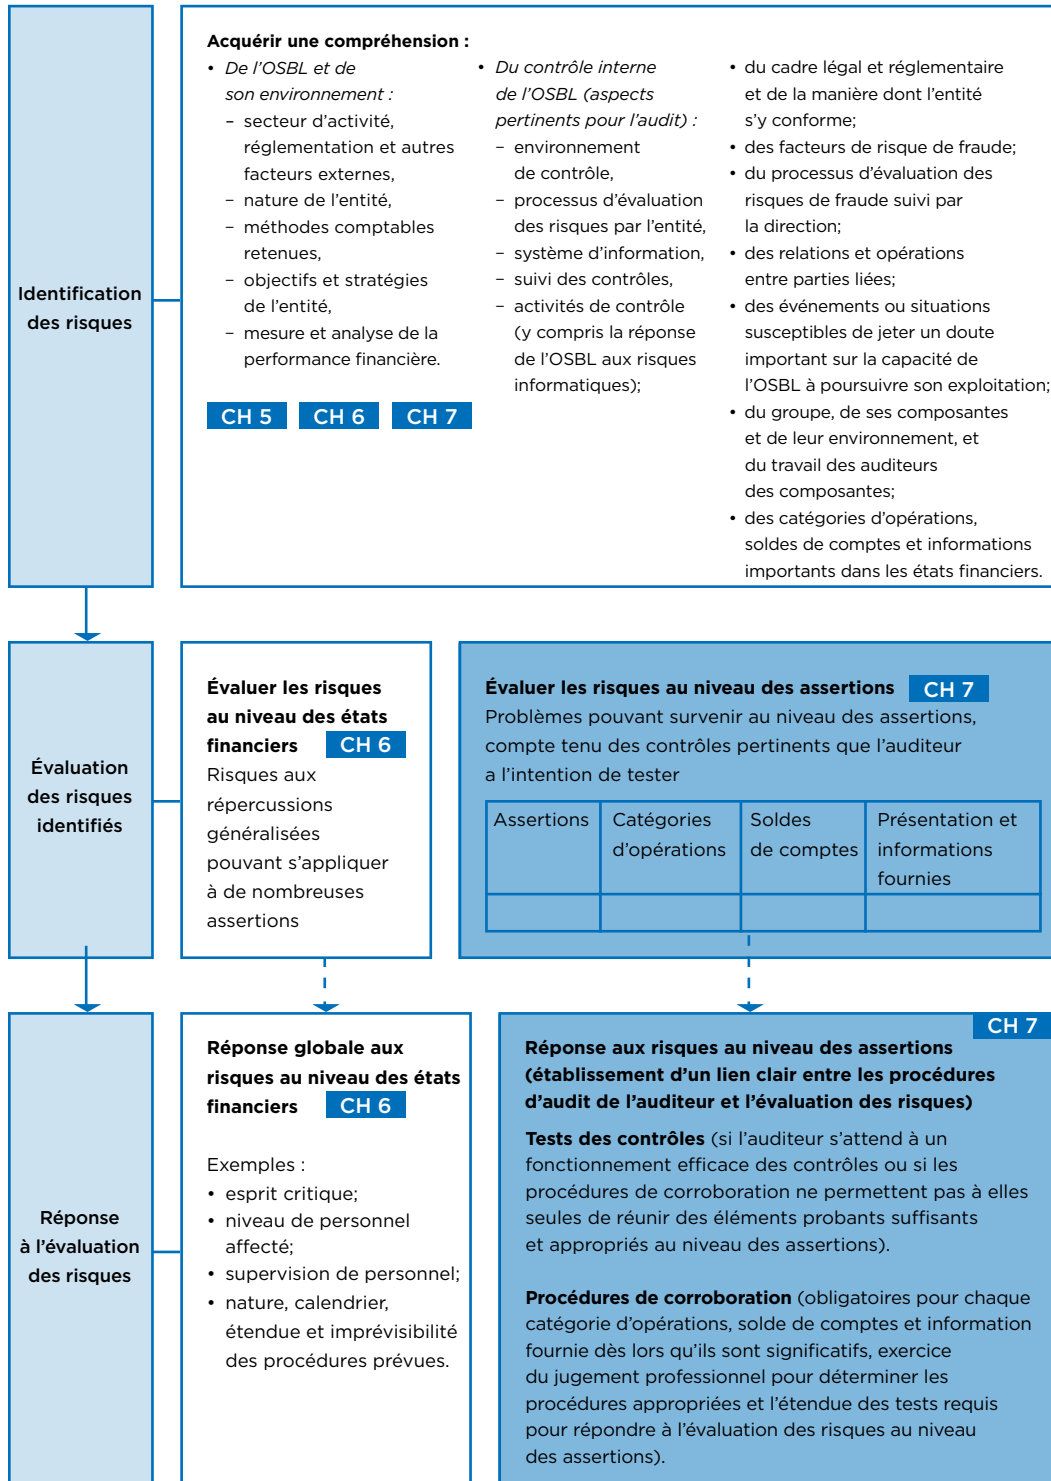 Identification
des risques
Acquérir une compréhension :
• De l'OSBL et de
son environnement :
– secteur d'activité,
réglementation et autres
facteurs externes,
– nature de l'entité,
– méthodes comptables
retenues,
– objectifs et stratégies
de l'entité,
– mesure et analyse de la
performance financière.
CH 5 CH 6 CH 7
• Du contrôle interne
de l'OSBL (aspects
pertinents pour l'audit) :
– environnement
de contrôle,
– processus d'évaluation
des risques par l'entité,
– système d'information,
– suivi des contrôles,
– activités de contrôle
(y compris la réponse
de l'OSBL aux risques
informatiques);
• du cadre légal et réglementaire
et de la manière dont l'entité
s'y conforme;
• des facteurs de risque de fraude;
• du processus d'évaluation des
risques de fraude suivi par
la direction;
• des relations et opérations
entre parties liées;
• des événements ou situations
susceptibles de jeter un doute
important sur la capacité de
l'OSBL à poursuivre son exploitation;
• du groupe, de ses composantes
et de leur environnement, et
du travail des auditeurs
des composantes;
• des catégories d'opérations,
soldes de comptes et informations
importants dans les états financiers.
Évaluation
des risques
identifiés
Évaluer les risques
au niveau des états
financiers CH 6
Risques aux
répercussions
généralisées
pouvant s'appliquer
à de nombreuses
assertions
Évaluer les risques au niveau des assertions CH 7
Problèmes pouvant survenir au niveau des assertions,
compte tenu des contrôles pertinents que l'auditeur
a l'intention de tester
Assertions
Catégories
d'opérations
Soldes
de comptes
Présentation et
informations
fournies
Réponse
à l'évaluation
des risques
Réponse globale aux
risques au niveau des états
financiers CH 6
Exemples :
• esprit critique;
• niveau de personnel
affecté;
• supervision de personnel;
• nature, calendrier,
étendue et imprévisibilité
des procédures prévues.
CH 7
Réponse aux risques au niveau des assertions
(établissement d'un lien clair entre les procédures
d'audit de l'auditeur et l'évaluation des risques)
Tests des contrôles (si l'auditeur s'attend à un
fonctionnement efficace des contrôles ou si les
procédures de corroboration ne permettent pas à elles
seules de réunir des éléments probants suffisants
et appropriés au niveau des assertions).
Procédures de corroboration (obligatoires pour chaque
catégorie d'opérations, solde de comptes et information
fournie dès lors qu'ils sont significatifs, exercice
du jugement professionnel pour déterminer les
procédures appropriées et l'étendue des tests requis
pour répondre à l'évaluation des risques au niveau
des assertions).